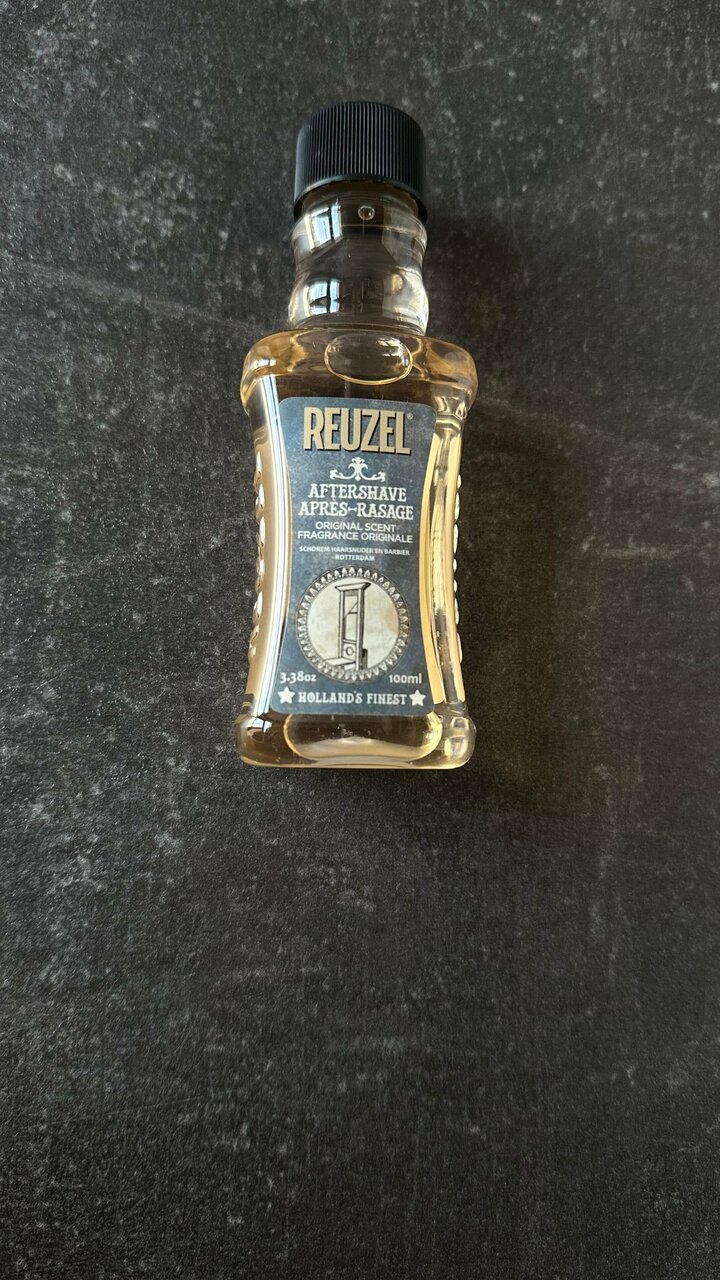 REUZEL®
AFTERSHAVE
APRÈS-RASAGE
ORIGINAL SCENT
FRAGRANCE ORIGINALE
SCHOREM HAARSNIJDER EN BARBIER
ROTTERDAM
3.38oz 100ml
HOLLAND'S FINEST